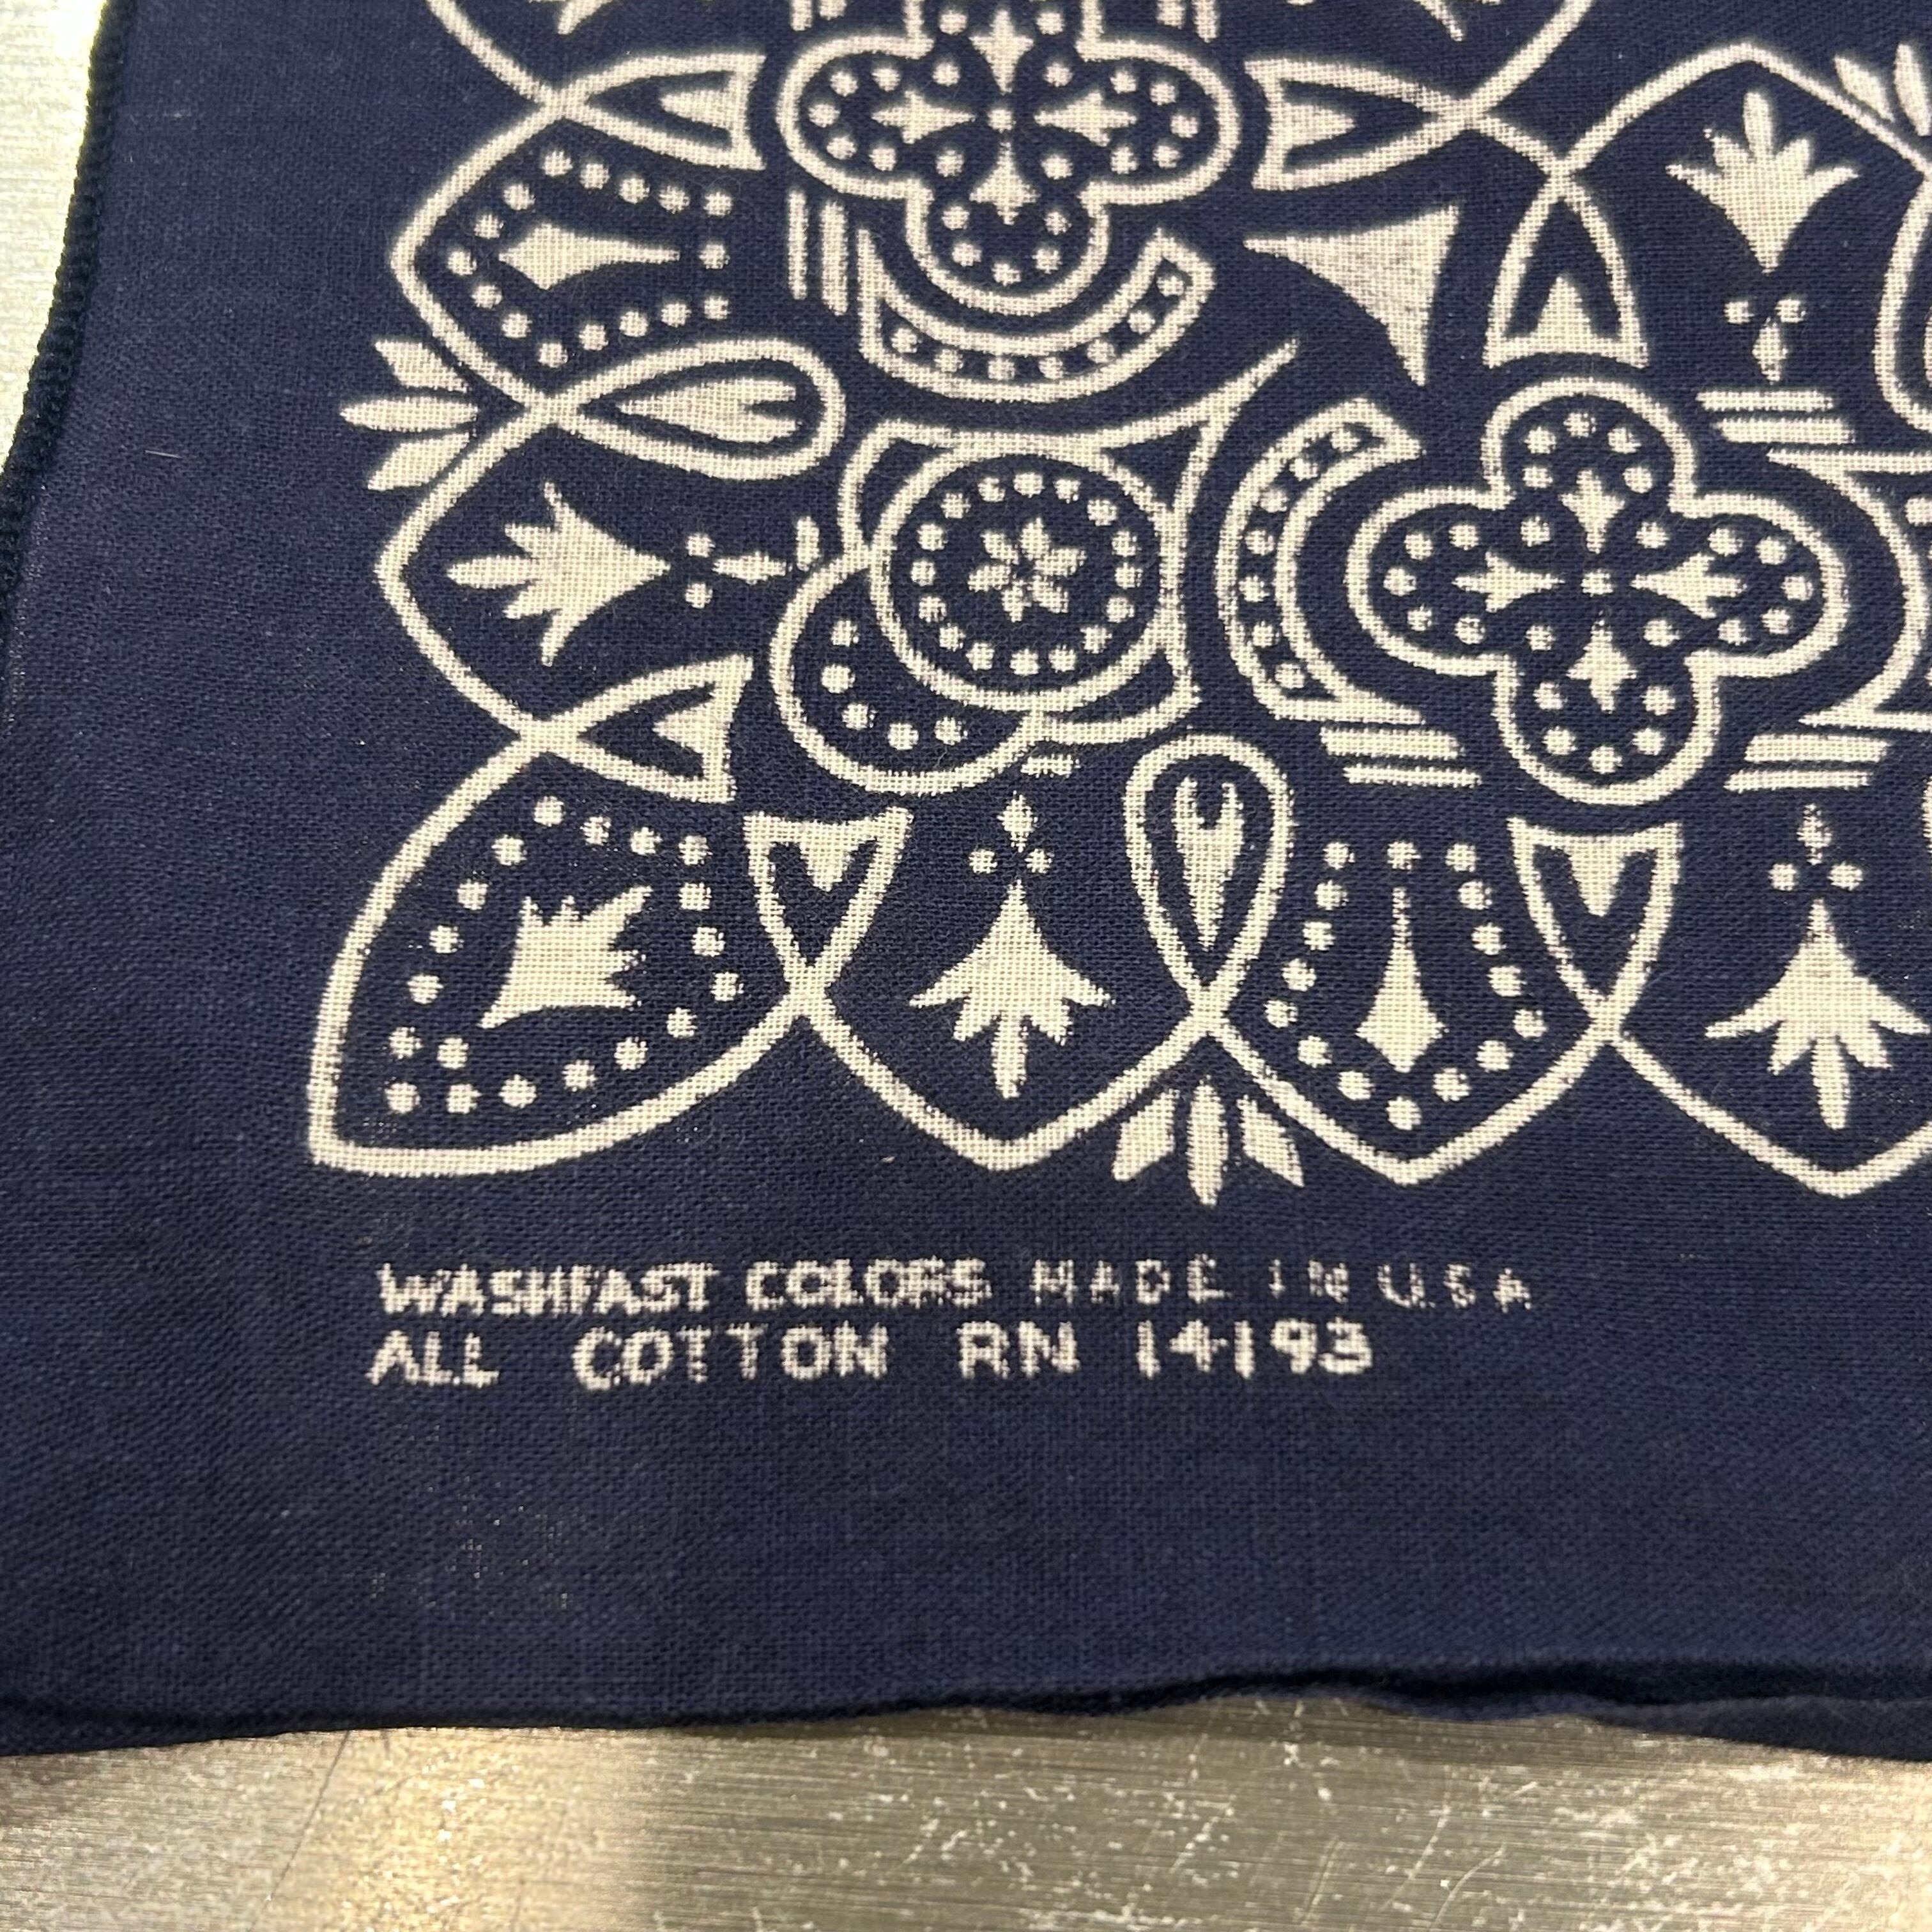 WASHFAST COLORS MADE IN U.S.A
ALL COTTON RN 14193